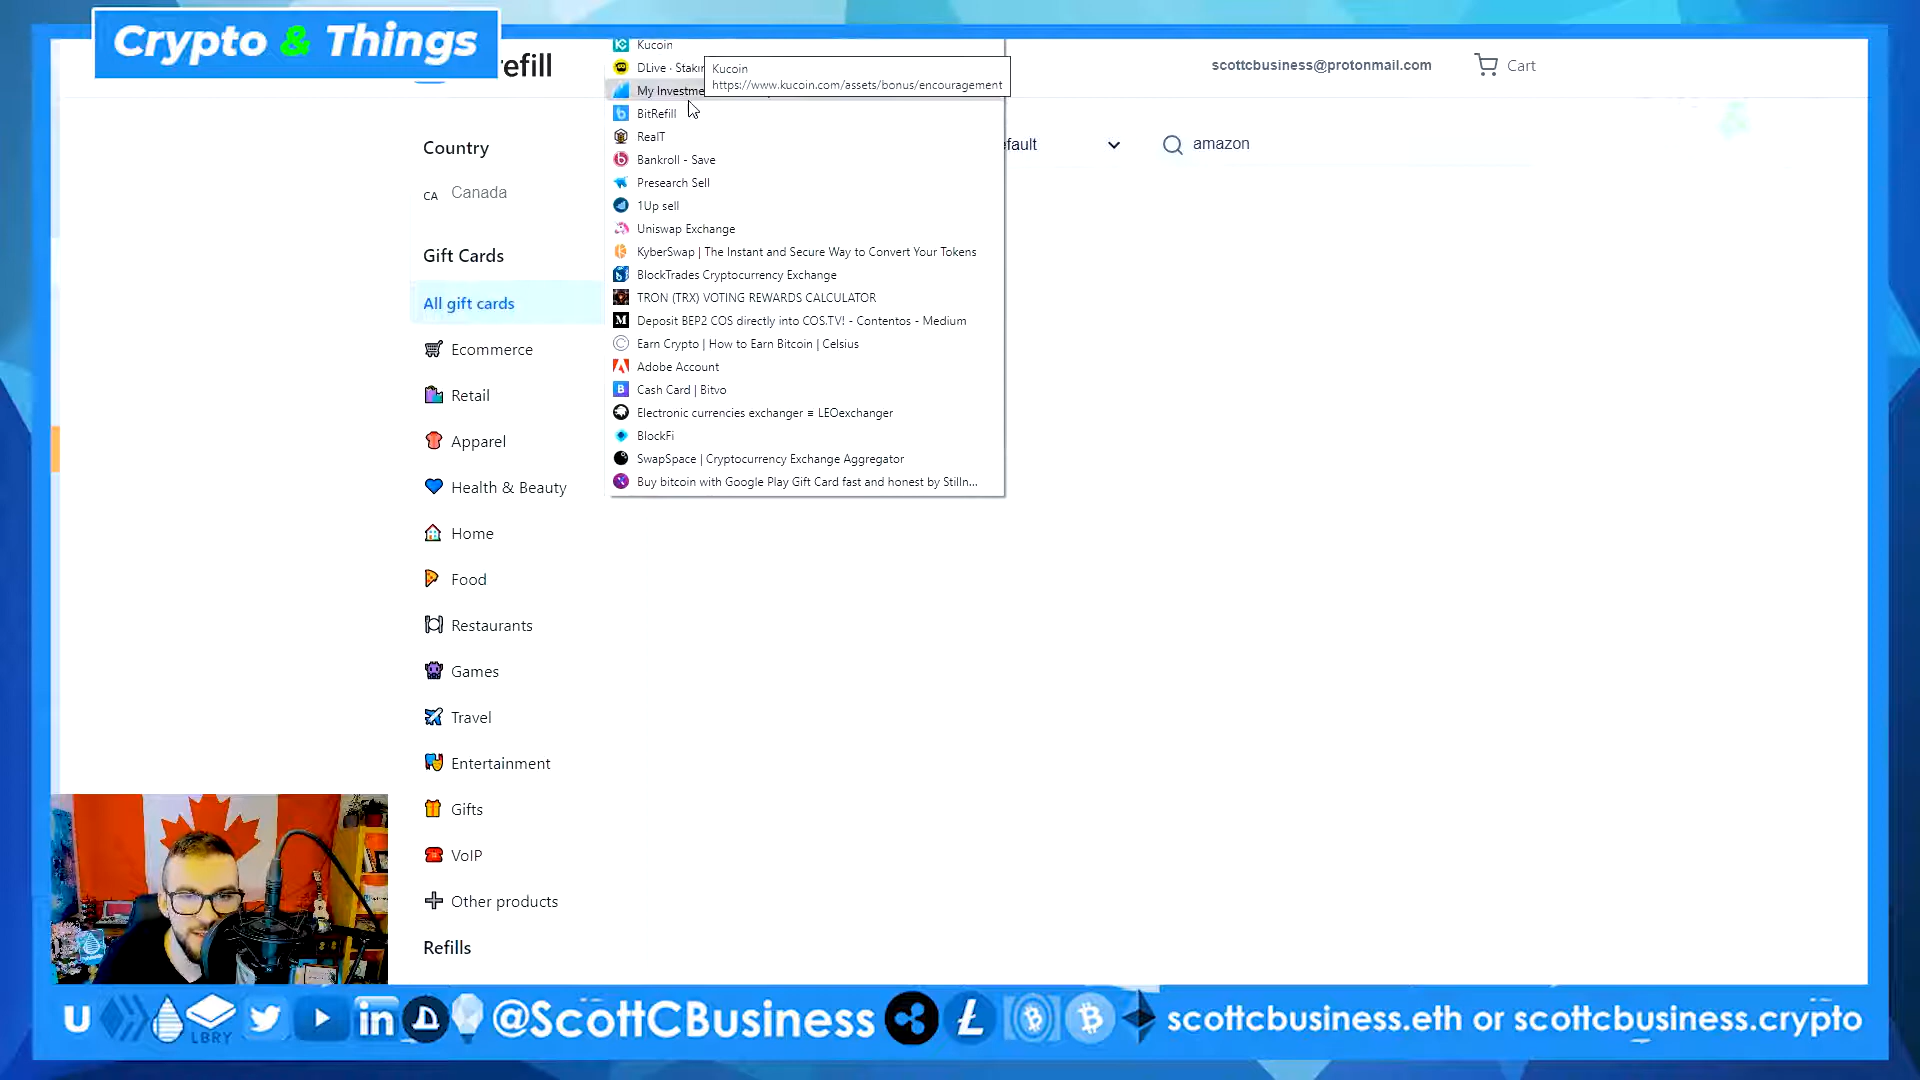 Crypto & Things
refill
Kucoin
DLive · Stakin
My Investme
Kucoin
https://www.kucoin.com/assets/bonus/encouragement
scottcbusiness@protonmail.com
Cart
BitRefill
RealT
Bankroll - Save
Presearch Sell
1Up sell
Uniswap Exchange
KyberSwap | The Instant and Secure Way to Convert Your Tokens
BlockTrades Cryptocurrency Exchange
TRON (TRX) VOTING REWARDS CALCULATOR
Deposit BEP2 COS directly into COS.TV! - Contentos - Medium
Earn Crypto | How to Earn Bitcoin | Celsius
Adobe Account
Cash Card | Bitvo
Electronic currencies exchanger ≡ LEOexchanger
BlockFi
SwapSpace | Cryptocurrency Exchange Aggregator
Buy bitcoin with Google Play Gift Card fast and honest by Stilln...
efault
amazon
Country
CA Canada
Gift Cards
All gift cards
Ecommerce
Retail
Apparel
Health & Beauty
Home
Food
Restaurants
Games
Travel
Entertainment
Gifts
VoIP
Other products
Refills
LBRY
@ScottCBusiness
scottcbusiness.eth or scottcbusiness.crypto